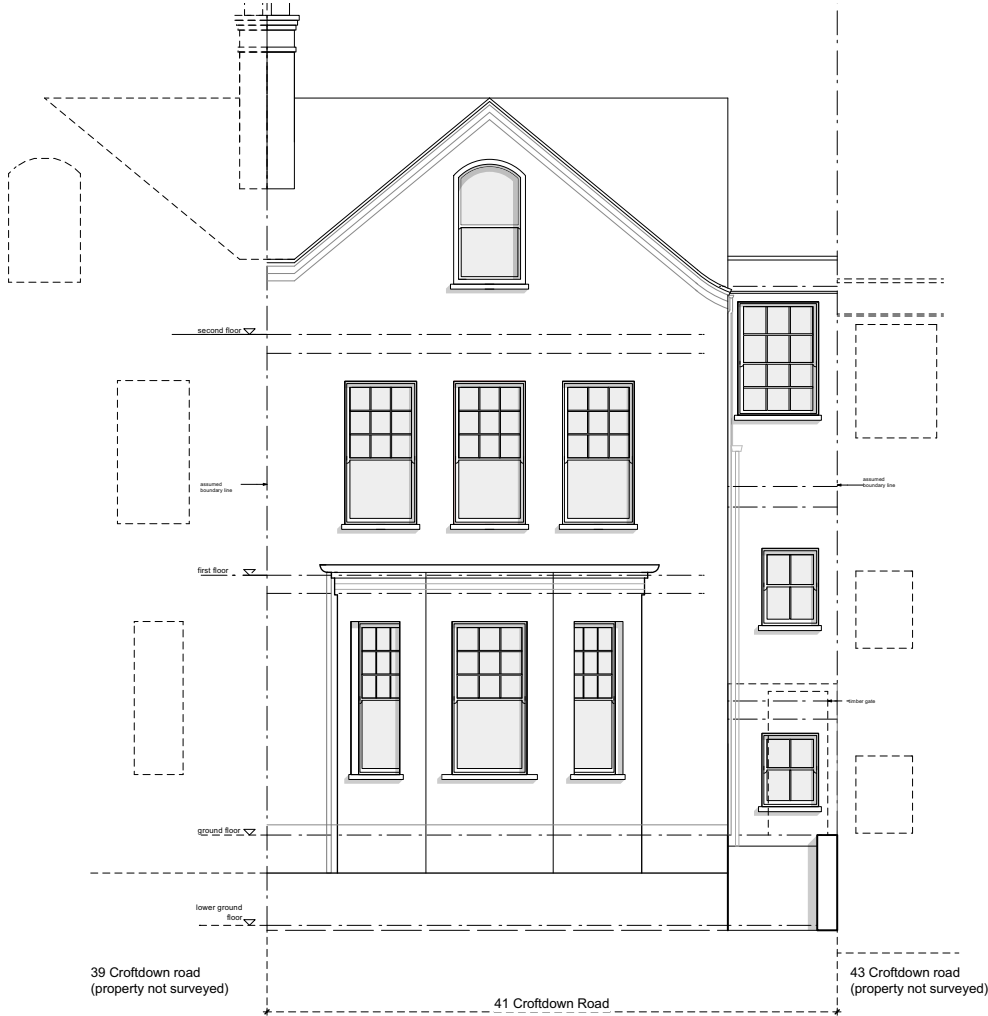 second floor
assumed
boundary line
assumed
boundary line
first floor
timber gate
ground floor
lower ground
floor
39 Croftdown road
(property not surveyed)
43 Croftdown road
(property not surveyed)
41 Croftdown Road